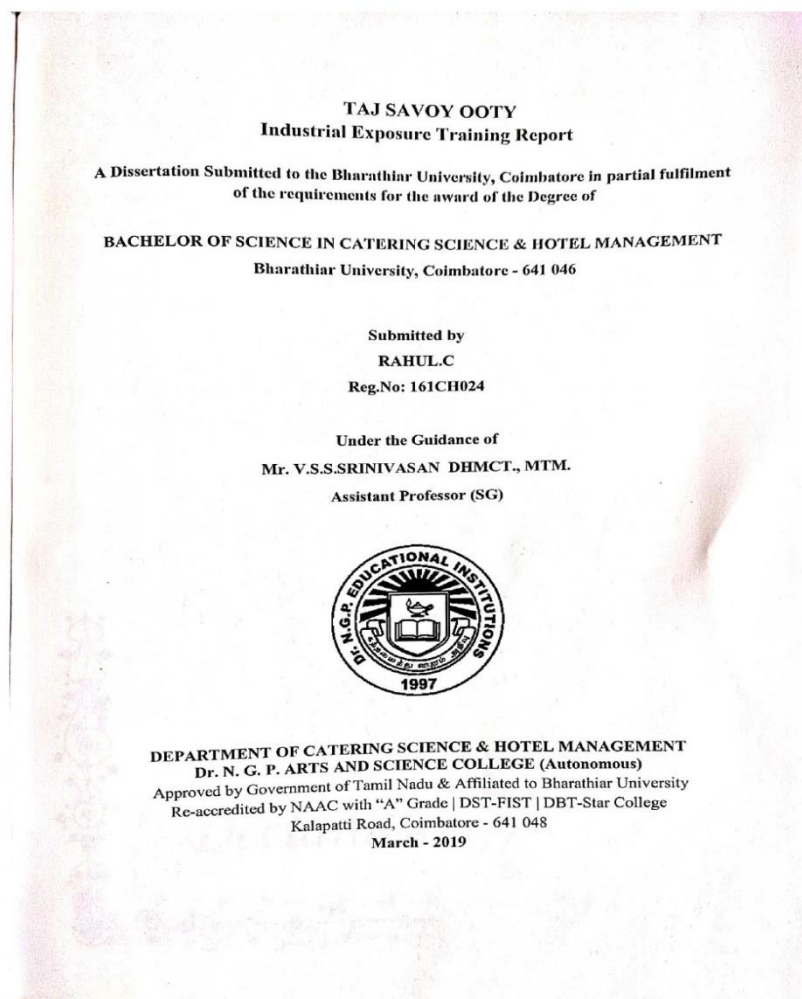 TAJ SAVOY OOTY
Industrial Exposure Training Report
A Dissertation Submitted to the Bharathiar University, Coimbatore in partial fulfilment
of the requirements for the award of the Degree of
BACHELOR OF SCIENCE IN CATERING SCIENCE & HOTEL MANAGEMENT
Bharathiar University, Coimbatore - 641 046
Submitted by
RAHUL.C
Reg.No: 161CH024
Under the Guidance of
Mr. V.S.S.SRINIVASAN DHMCT., MTM.
Assistant Professor (SG)
Dr. N.G.P. EDUCATIONAL INSTITUTIONS
1997
DEPARTMENT OF CATERING SCIENCE & HOTEL MANAGEMENT
Dr. N. G. P. ARTS AND SCIENCE COLLEGE (Autonomous)
Approved by Government of Tamil Nadu & Affiliated to Bharathiar University
Re-accredited by NAAC with “A” Grade | DST-FIST | DBT-Star College
Kalapatti Road, Coimbatore - 641 048
March - 2019